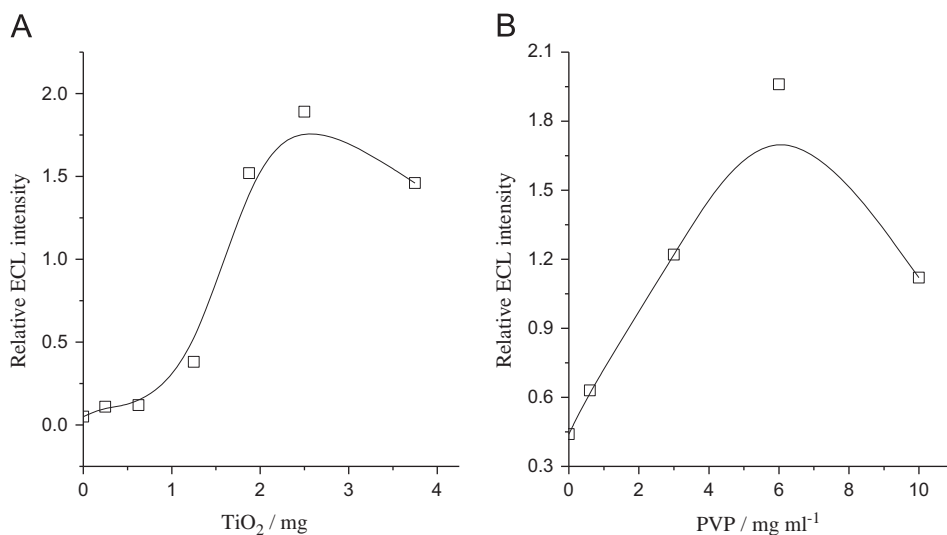 A
2.0
1.5
1.0
0.5
0.0
Relative ECL intensity
0 1 2 3 4
TiO₂ / mg
B
2.1
1.8
1.5
1.2
0.9
0.6
0.3
Relative ECL intensity
0 2 4 6 8 10
PVP / mg ml⁻¹